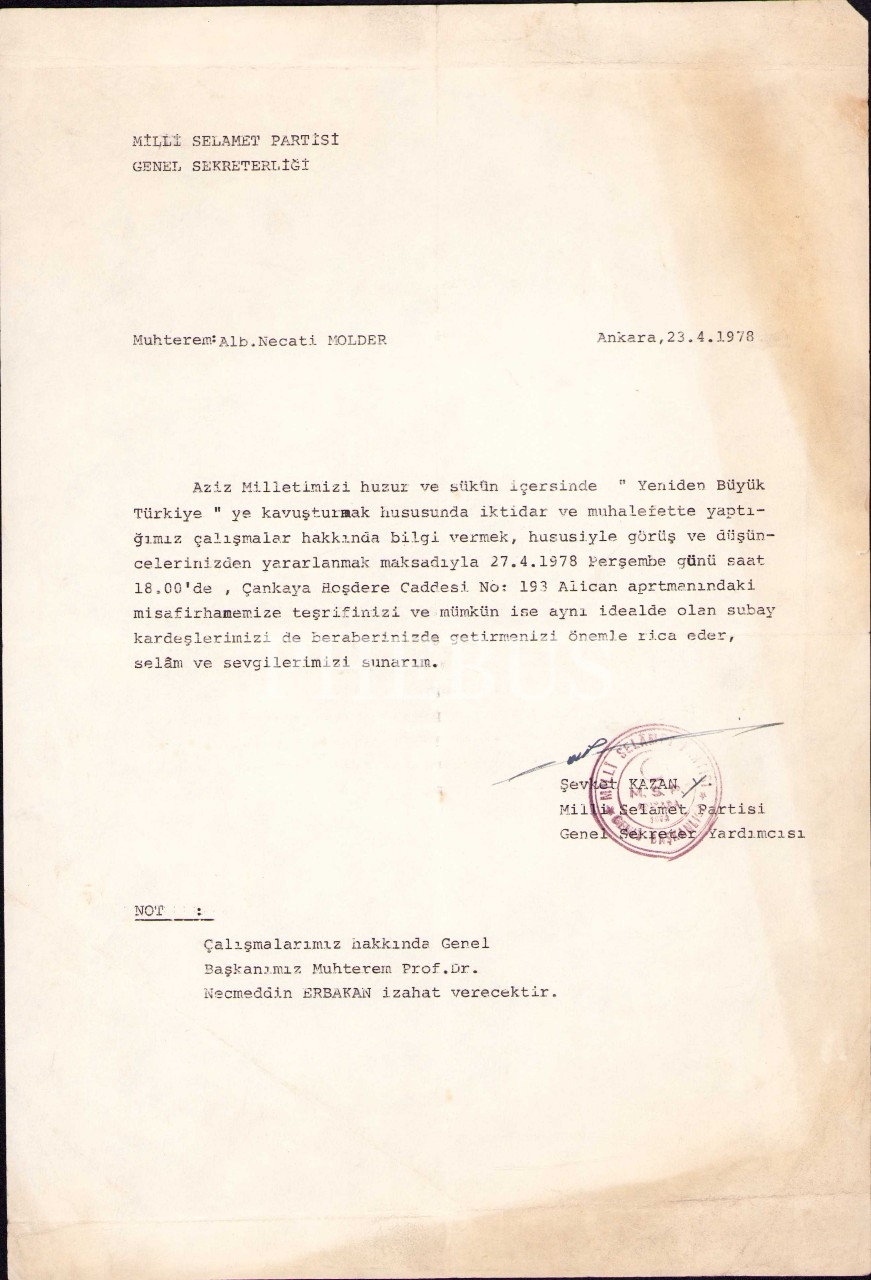 MİLLİ SELAMET PARTİSİ
GENEL SEKRETERLİĞİ
Muhterem:Alb.Necati MOLDER
Ankara,23.4.1978
Aziz Milletimizi huzur ve sükûn içersinde " Yeniden Büyük
Türkiye " ye kavuşturmak hususunda iktidar ve muhalefette yaptı-
ğımız çalışmalar hakkında bilgi vermek, hususiyle görüş ve düşün-
celerinizden yararlanmak maksadıyla 27.4.1978 Perşembe günü saat
18.00'de , Çankaya Hoşdere Caddesi No: 193 Alican aprtmanındaki
misafirhanemize teşrifinizi ve mümkün ise aynı idealde olan subay
kardeşlerimizi de beraberinizde getirmenizi önemle rica eder,
selâm ve sevgilerimizi sunarım.
Şevket KAZAN
Milli Selamet Partisi
Genel Sekreter Yardımcısı
MİLLİ SELAMET
M.S.P.
NOT :
Çalışmalarımız hakkında Genel
Başkanımız Muhterem Prof.Dr.
Necmeddin ERBAKAN izahat verecektir.